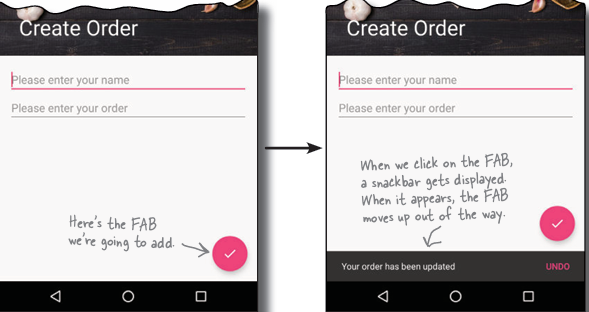 Create Order
Please enter your name
Please enter your order
Here's the FAB
we're going to add.
Create Order
Please enter your name
Please enter your order
When we click on the FAB,
a snackbar gets displayed.
When it appears, the FAB
moves up out of the way.
Your order has been updated UNDO